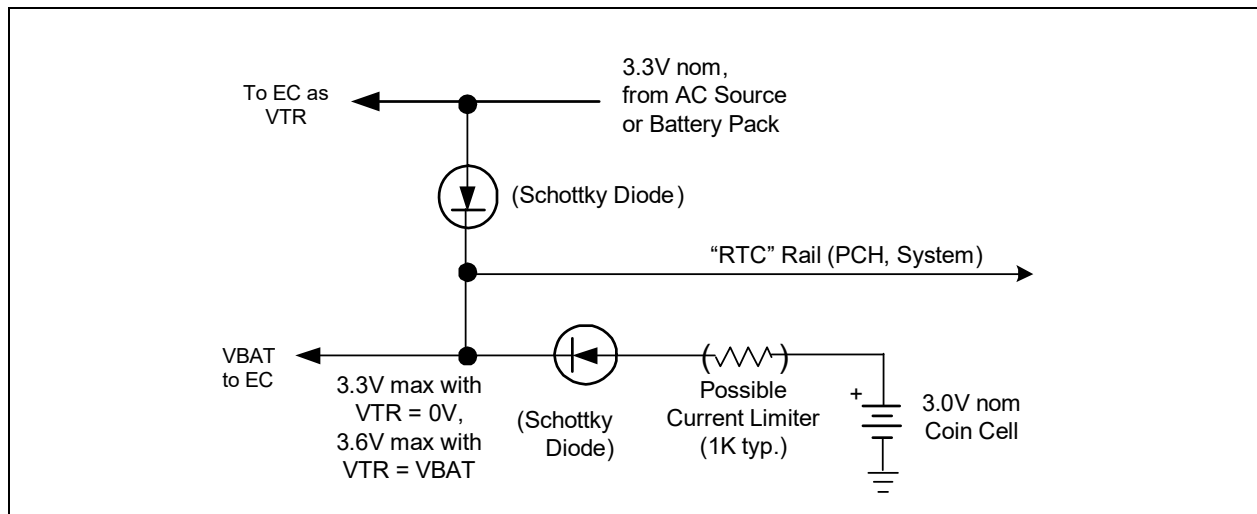 3.3V nom,
from AC Source
or Battery Pack
To EC as
VTR
(Schottky Diode)
“RTC” Rail (PCH, System)
VBAT
to EC
3.3V max with
VTR = 0V,
3.6V max with
VTR = VBAT
(Schottky
Diode)
Possible
Current Limiter
(1K typ.)
+
3.0V nom
Coin Cell